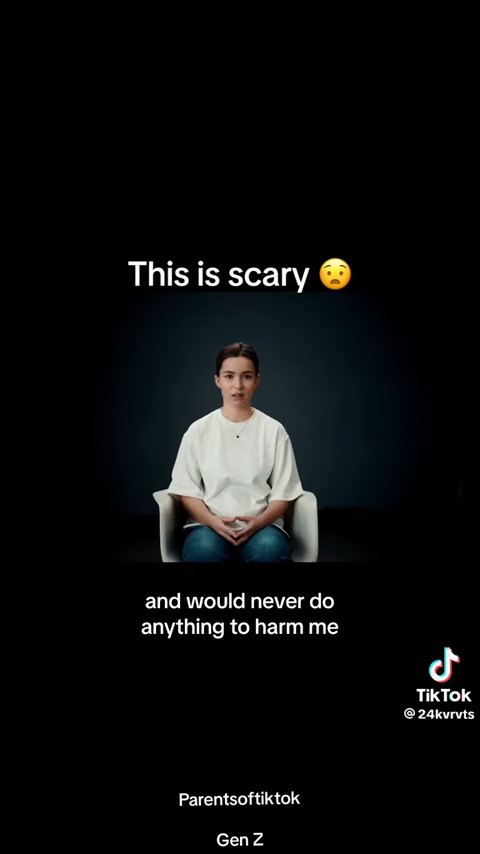 This is scary 😧
and would never do
anything to harm me
TikTok
@ 24kvrvts
Parentsoftiktok
Gen Z